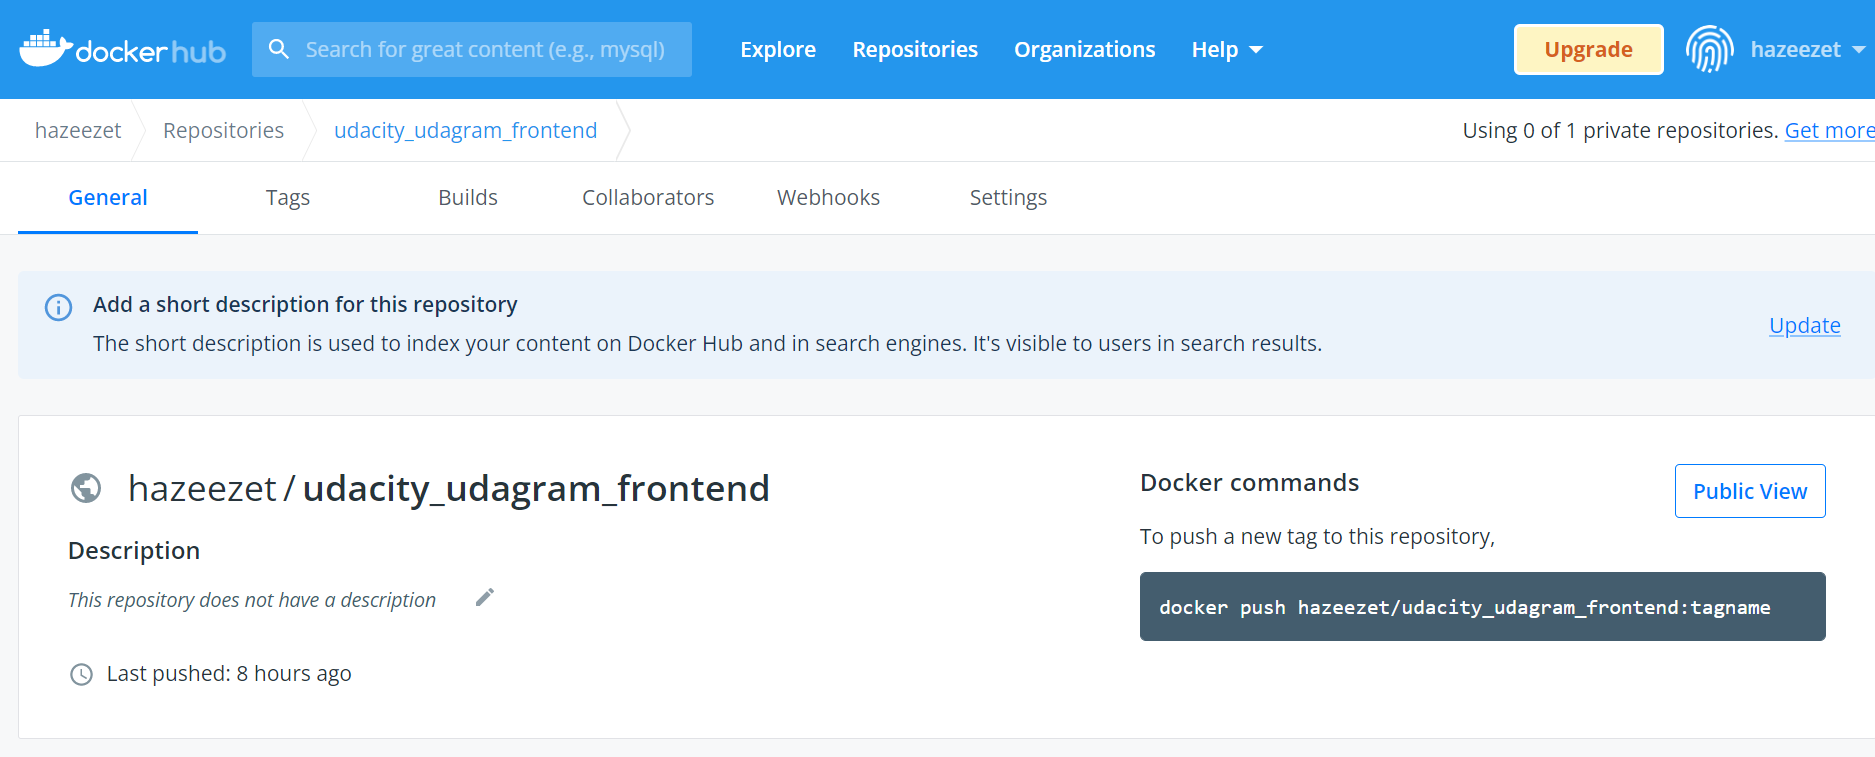 docker hub
Search for great content (e.g., mysql)
Explore
Repositories
Organizations
Help
Upgrade
hazeezet
hazeezet
Repositories
udacity_udagram_frontend
Using 0 of 1 private repositories. Get more
General
Tags
Builds
Collaborators
Webhooks
Settings
Add a short description for this repository
The short description is used to index your content on Docker Hub and in search engines. It's visible to users in search results.
Update
hazeezet / udacity_udagram_frontend
Description
This repository does not have a description
Last pushed: 8 hours ago
Docker commands
Public View
To push a new tag to this repository,
docker push hazeezet/udacity_udagram_frontend:tagname